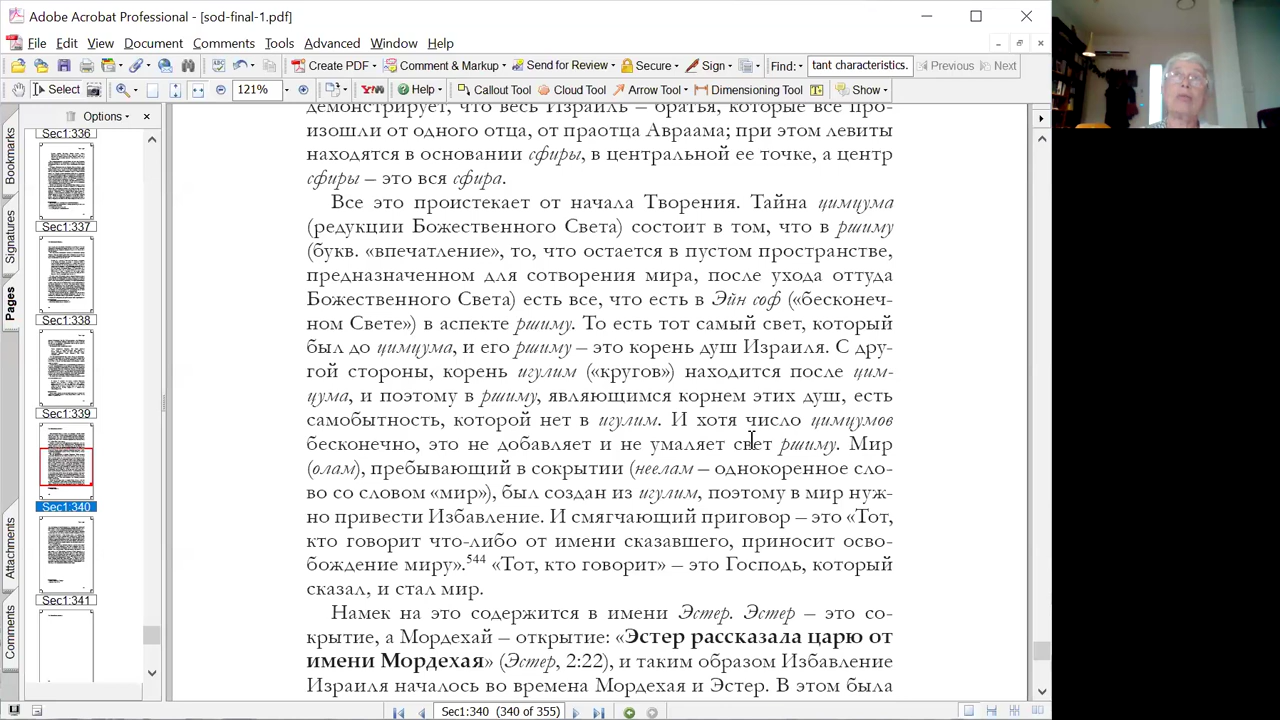 Adobe Acrobat Professional - [sod-final-1.pdf]
File Edit View Document Comments Tools Advanced Window Help
Create PDF Comment & Markup Send for Review Secure Sign Find: tant characteristics. Previous Next
Select 121% Y!N! Help Callout Tool Cloud Tool Arrow Tool Dimensioning Tool T Show
Options
Bookmarks
Signatures
Pages
Attachments
Comments
Sec1:336
Sec1:337
Sec1:338
Sec1:339
Sec1:340
Sec1:341
демонстрирует, что весь Израиль – братья, которые все про-
изошли от одного отца, от праотца Авраама; при этом левиты
находятся в основании сфиры, в центральной ее точке, а центр
сфиры – это вся сфира.
Все это проистекает от начала Творения. Тайна цимцума
(редукции Божественного Света) состоит в том, что в ршиму
(букв. «впечатление», то, что остается в пустом пространстве,
предназначенном для сотворения мира, после ухода оттуда
Божественного Света) есть все, что есть в Эйн соф («бесконеч-
ном Свете») в аспекте ршиму. То есть тот самый свет, который
был до цимцума, и его ршиму – это корень душ Израиля. С дру-
гой стороны, корень игулим («кругов») находится после цим-
цума, и поэтому в ршиму, являющимся корнем этих душ, есть
самобытность, которой нет в игулим. И хотя число цимцумов
бесконечно, это не добавляет и не умаляет свет ршиму. Мир
(олам), пребывающий в сокрытии (неелам – однокоренное сло-
во со словом «мир»), был создан из игулим, поэтому в мир нуж-
но привести Избавление. И смягчающий приговор – это «Тот,
кто говорит что-либо от имени сказавшего, приносит осво-
бождение миру».544 «Тот, кто говорит» – это Господь, который
сказал, и стал мир.
Намек на это содержится в имени Эстер. Эстер – это со-
крытие, а Мордехай – открытие: «Эстер рассказала царю от
имени Мордехая» (Эстер, 2:22), и таким образом Избавление
Израиля началось во времена Мордехая и Эстер. В этом была
Sec1:340 (340 of 355)